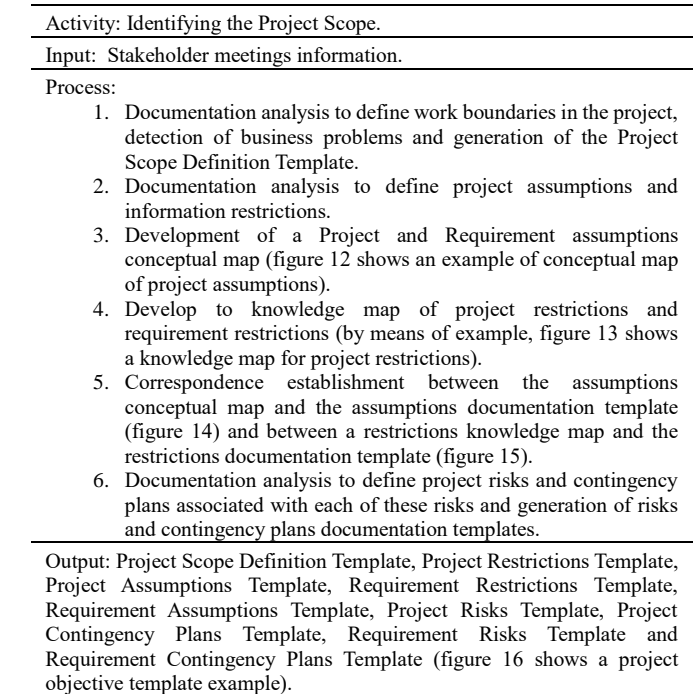 Activity: Identifying the Project Scope.
Input:  Stakeholder meetings information.
Process:
1. Documentation analysis to define work boundaries in the project,
detection of business problems and generation of the Project
Scope Definition Template.
2. Documentation analysis to define project assumptions and
information restrictions.
3. Development of a Project and Requirement assumptions
conceptual map (figure 12 shows an example of conceptual map
of project assumptions).
4. Develop to knowledge map of project restrictions and
requirement restrictions (by means of example, figure 13 shows
a knowledge map for project restrictions).
5. Correspondence establishment between the assumptions
conceptual map and the assumptions documentation template
(figure 14) and between a restrictions knowledge map and the
restrictions documentation template (figure 15).
6. Documentation analysis to define project risks and contingency
plans associated with each of these risks and generation of risks
and contingency plans documentation templates.
Output: Project Scope Definition Template, Project Restrictions Template,
Project Assumptions Template, Requirement Restrictions Template,
Requirement Assumptions Template, Project Risks Template, Project
Contingency Plans Template, Requirement Risks Template and
Requirement Contingency Plans Template (figure 16 shows a project
objective template example).